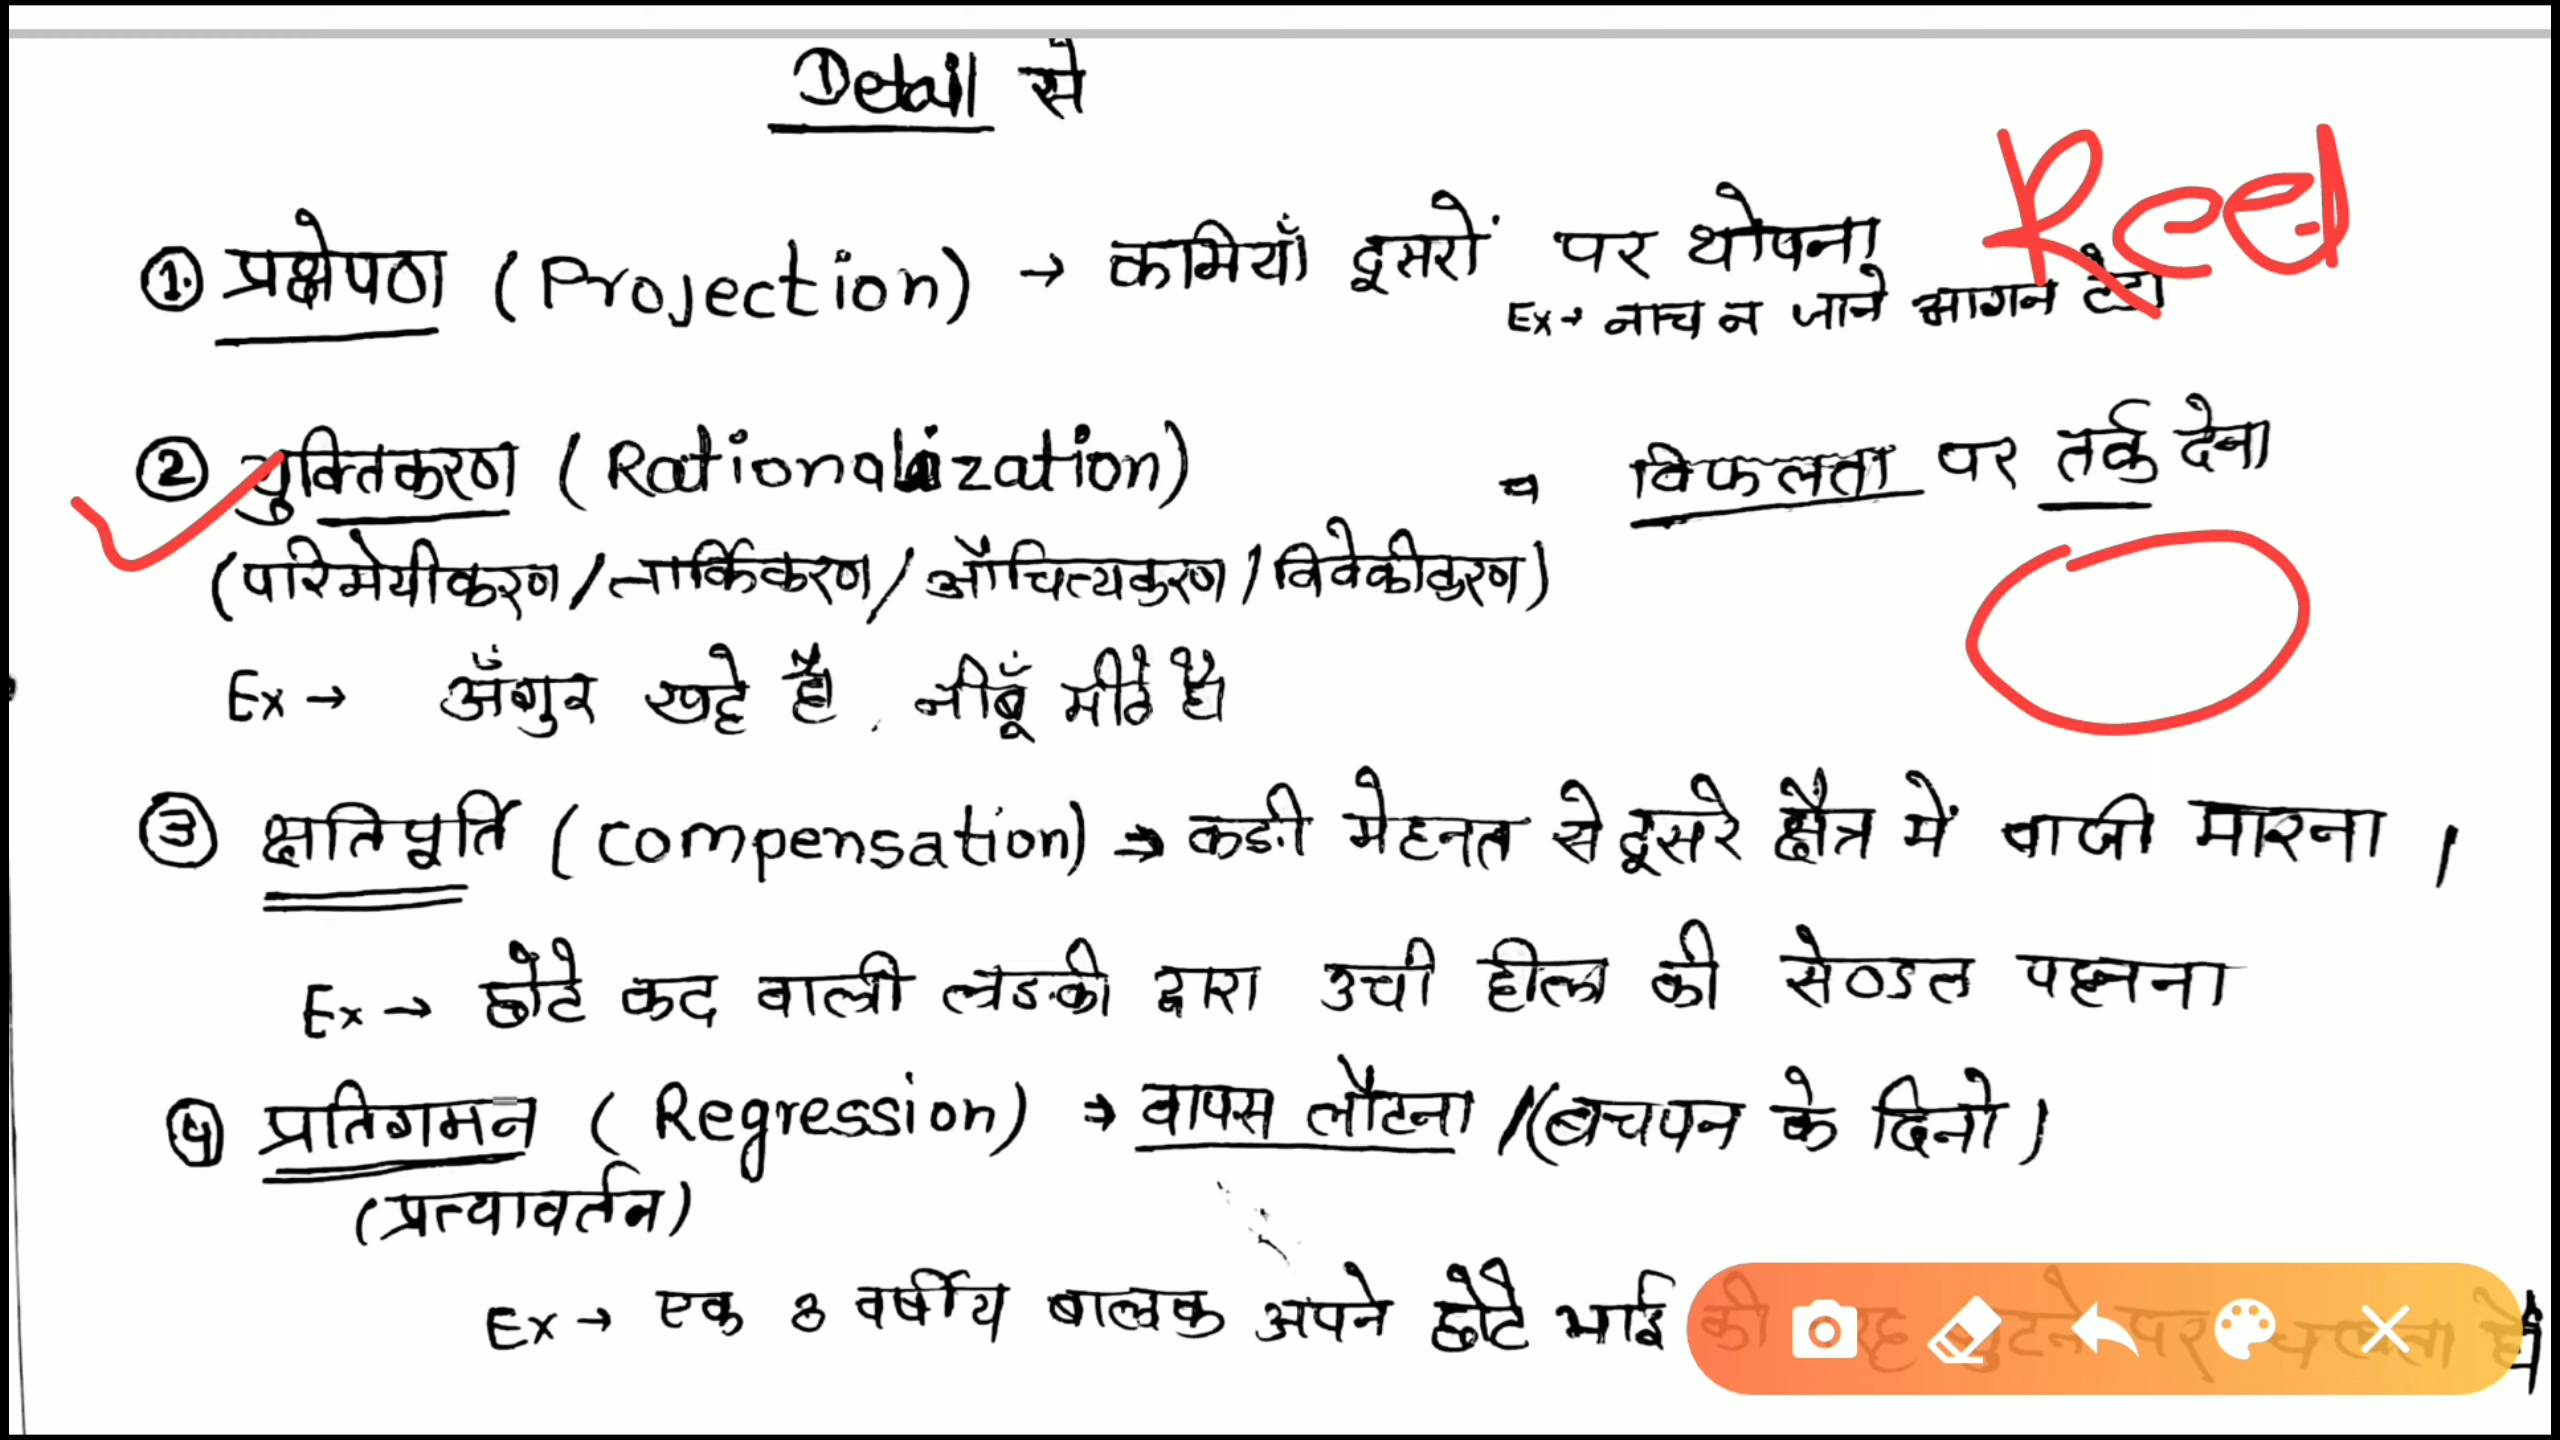 Detail से
Red
① प्रक्षेपण (Projection) → कमियाँ दूसरों पर थोपना
Ex → नाच न जाने आगन टेडा
② युक्तिकरण (Rationalization) → विफलता पर तर्क देना
(परिमेयीकरण/तार्किकरण/औचित्यकरण/विवेकीकरण)
Ex → अँगुर खट्टे है, नीबूँ मीठे है
③ क्षतिपूर्ति (Compensation) → कडी मेहनत से दूसरे क्षैत्र में वाजी मारना ।
Ex → छोटे कद वाली लडकी द्वारा उची हील की सेण्डल पहनना
④ प्रतिगमन (Regression) → वापस लौटना /(बचपन के दिनो)
(प्रत्यावर्तन)
Ex → एक 8 वर्षीय बालक अपने छोटे भाई की पर